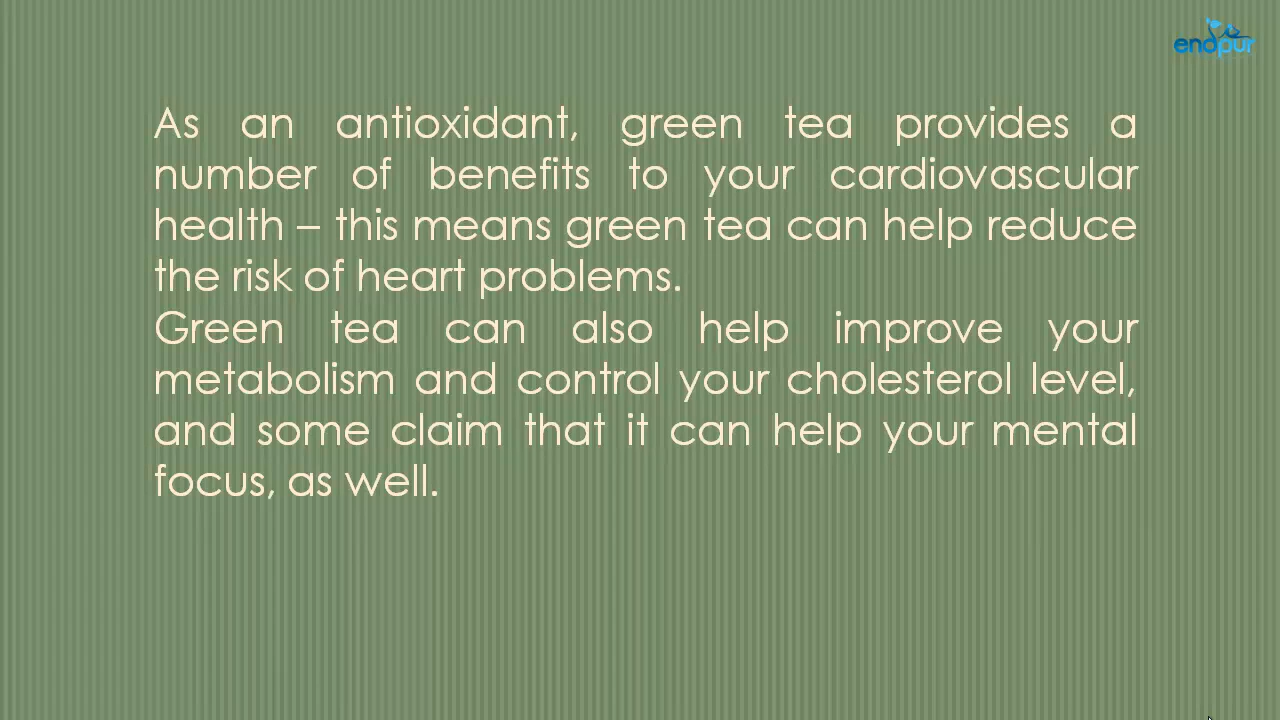 endpur
As an antioxidant, green tea provides a
number of benefits to your cardiovascular
health – this means green tea can help reduce
the risk of heart problems.
Green tea can also help improve your
metabolism and control your cholesterol level,
and some claim that it can help your mental
focus, as well.